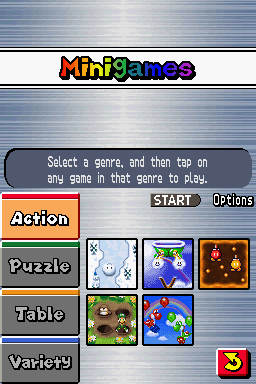 Minigames
Select a genre, and then tap on
any game in that genre to play.
START Options
Action
Puzzle
Table
Variety